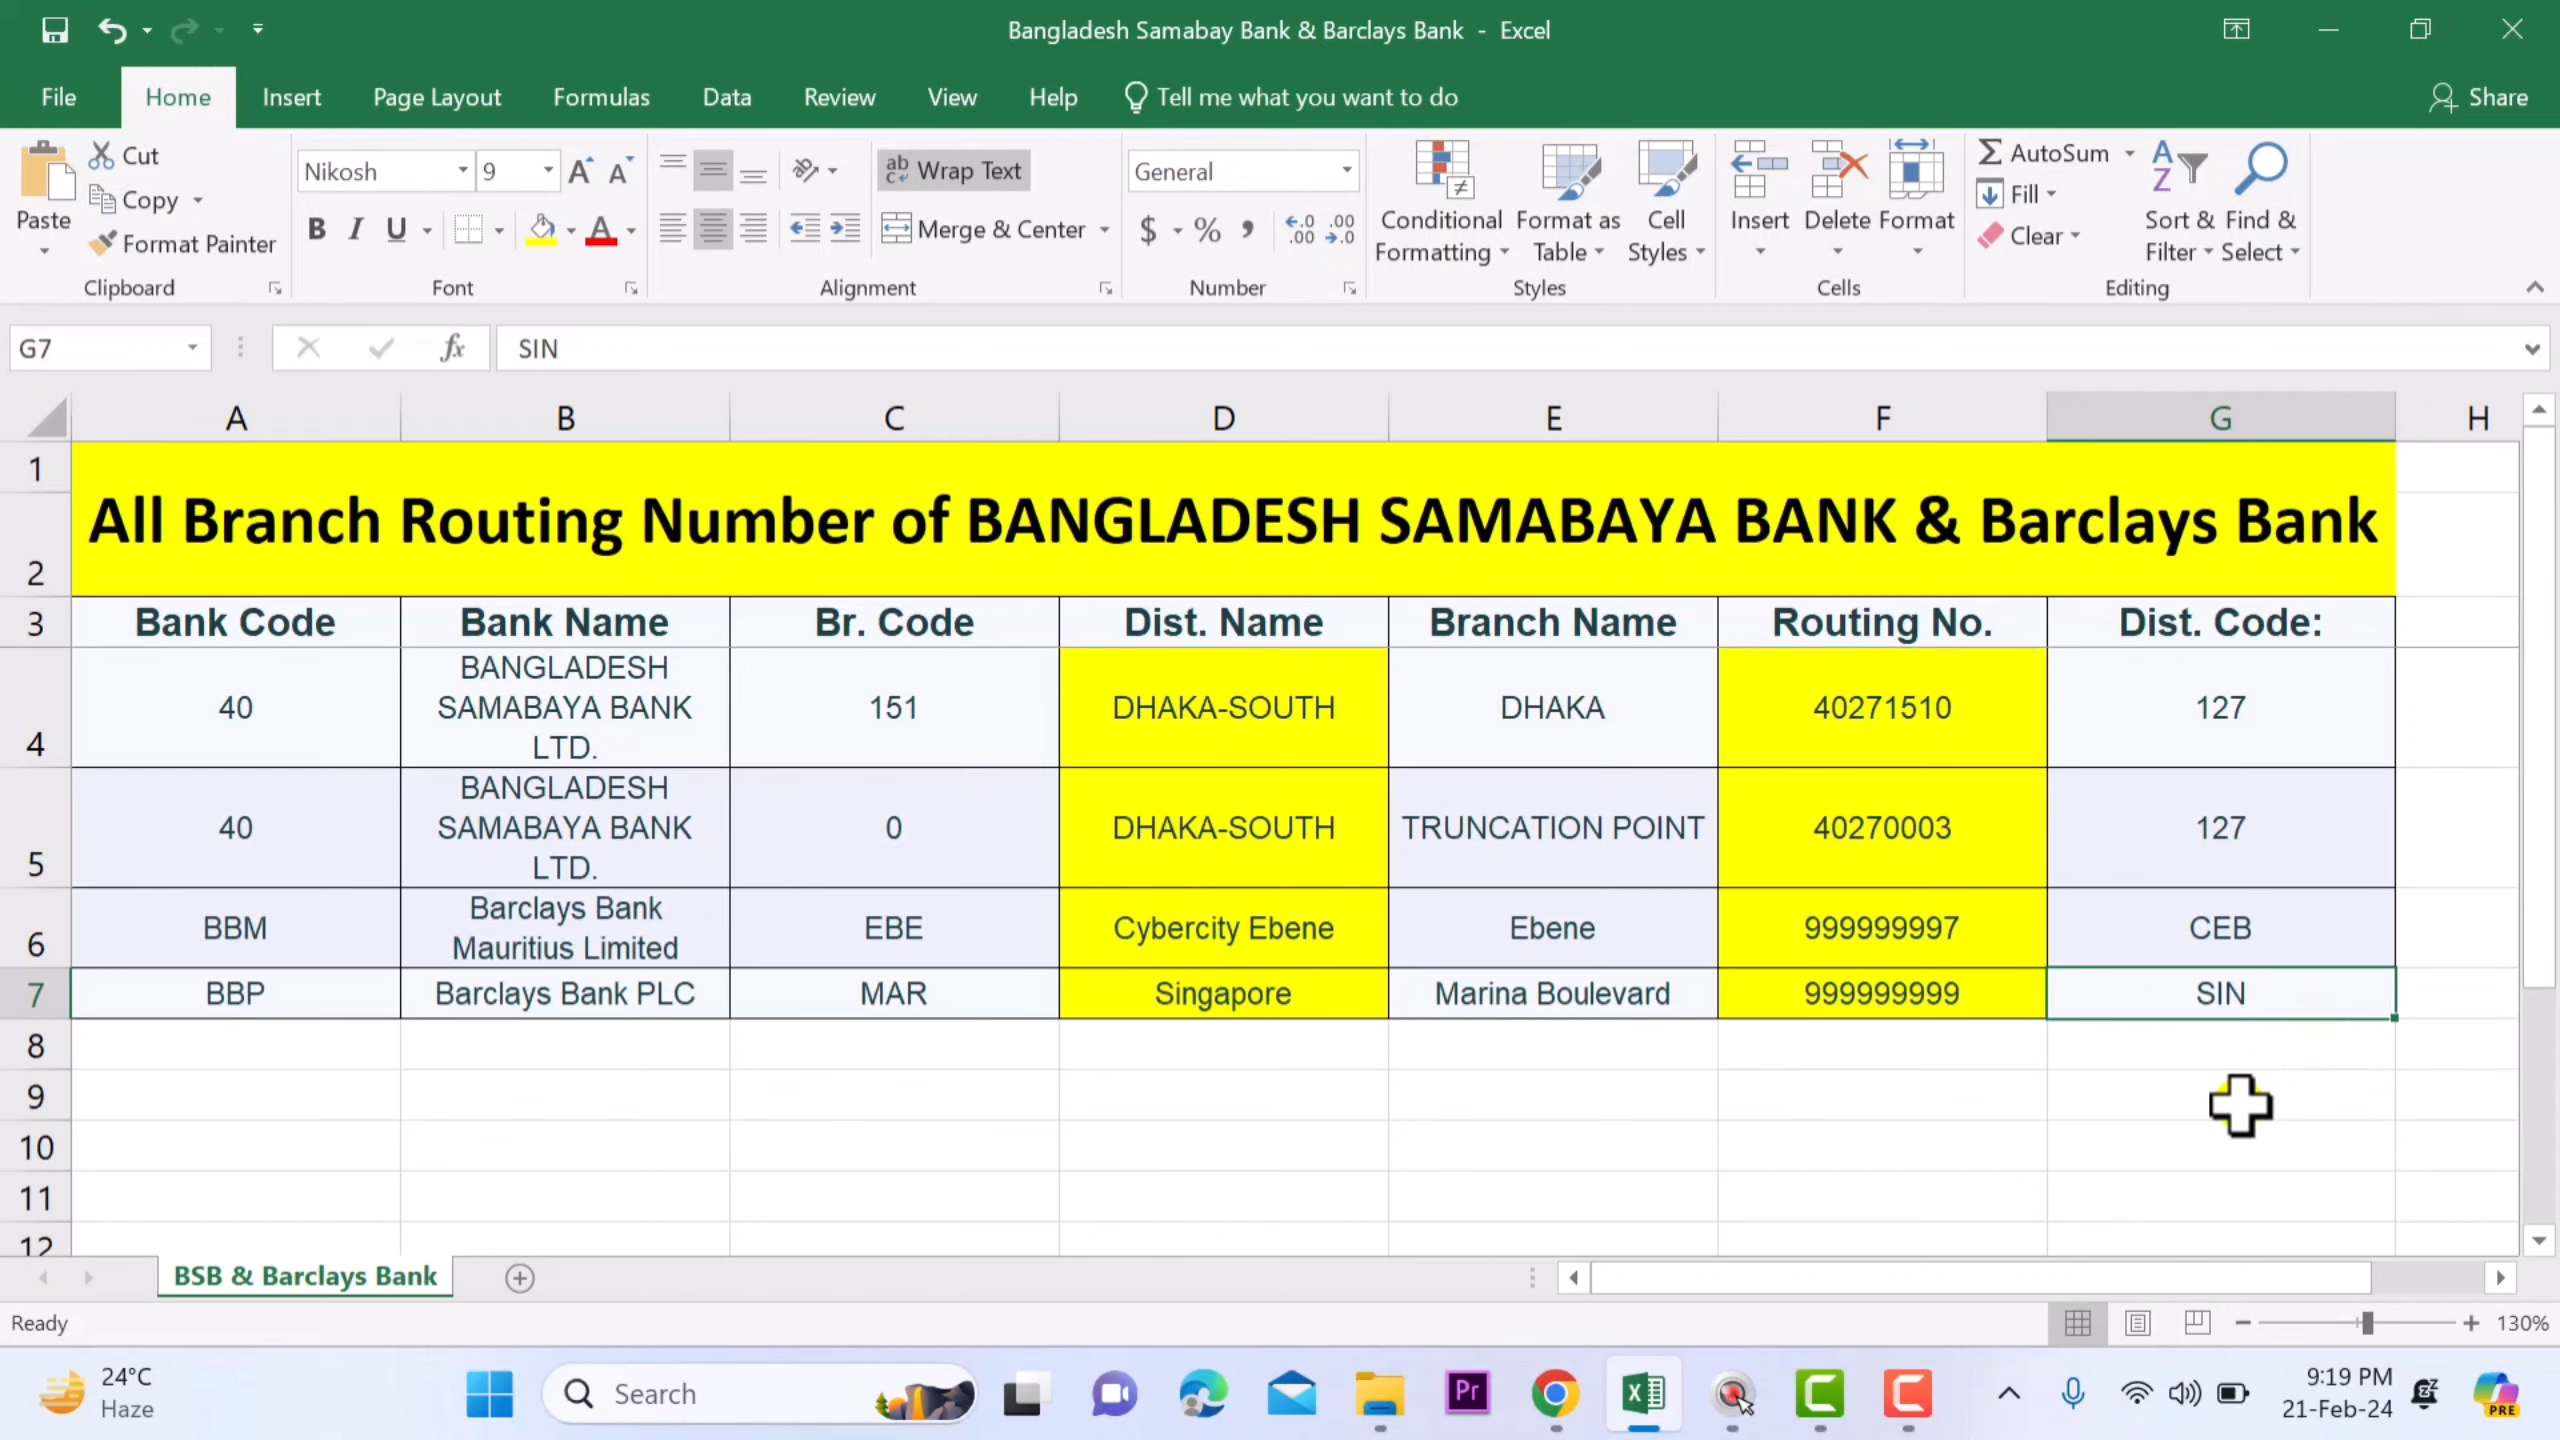 Bangladesh Samabay Bank & Barclays Bank - Excel
File Home Insert Page Layout Formulas Data Review View Help Tell me what you want to do Share
Paste
Cut
Copy
Format Painter
Clipboard
Nikosh 9
B I U
Font
Wrap Text
Merge & Center
Alignment
General
$ % ,
Number
Conditional Formatting
Format as Table
Cell Styles
Styles
Insert Delete Format
Cells
AutoSum
Fill
Clear
Sort & Filter
Find & Select
Editing
G7 fx SIN
A B C D E F G H
1
2
All Branch Routing Number of BANGLADESH SAMABAYA BANK & Barclays Bank
3 Bank Code Bank Name Br. Code Dist. Name Branch Name Routing No. Dist. Code:
4 40 BANGLADESH SAMABAYA BANK LTD. 151 DHAKA-SOUTH DHAKA 40271510 127
5 40 BANGLADESH SAMABAYA BANK LTD. 0 DHAKA-SOUTH TRUNCATION POINT 40270003 127
6 BBM Barclays Bank Mauritius Limited EBE Cybercity Ebene Ebene 999999997 CEB
7 BBP Barclays Bank PLC MAR Singapore Marina Boulevard 999999999 SIN
8
9
10
11
12
BSB & Barclays Bank
Ready 130%
24°C
Haze
Search
Pr
PRE
9:19 PM
21-Feb-24